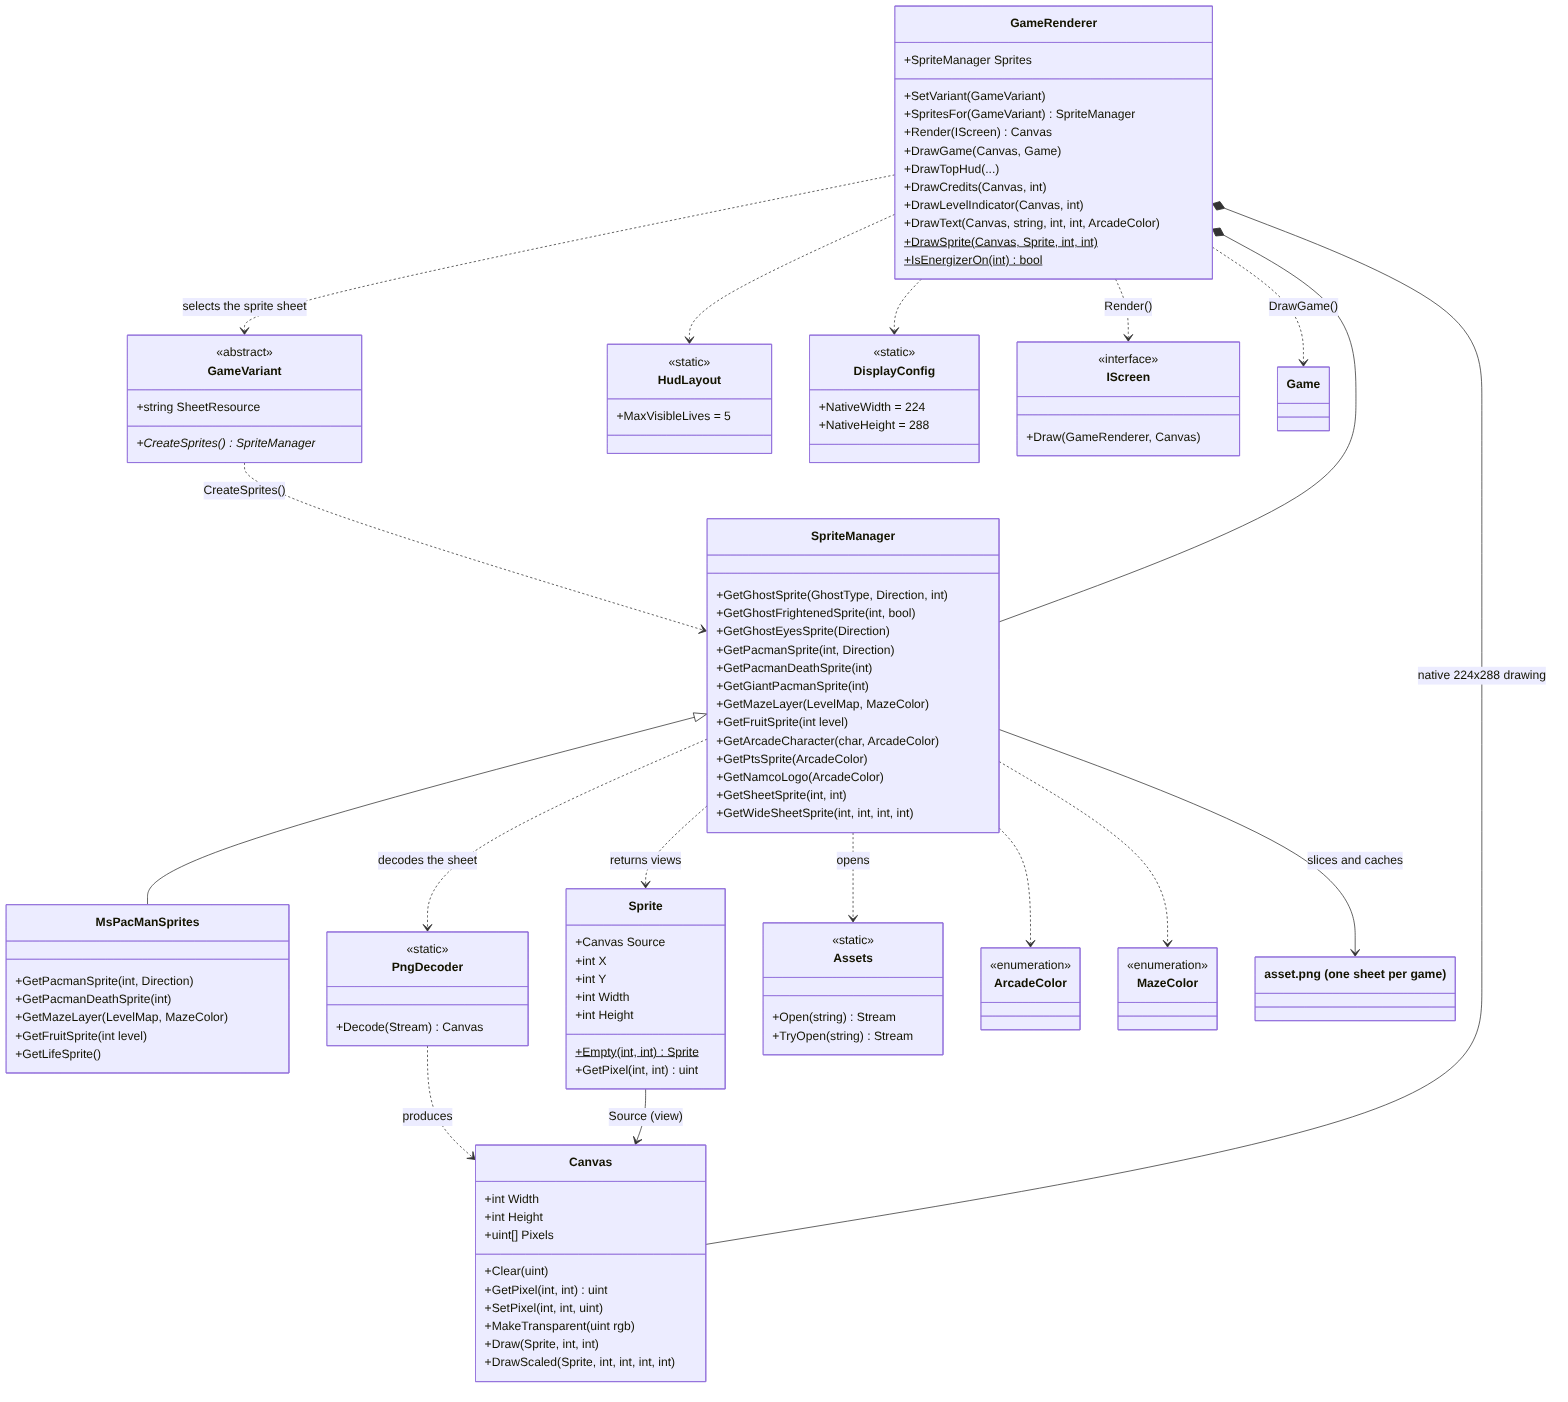 GameRenderer
+SpriteManager Sprites
+SetVariant(GameVariant)
+SpritesFor(GameVariant) : SpriteManager
+Render(IScreen) : Canvas
+DrawGame(Canvas, Game)
+DrawTopHud(...)
+DrawCredits(Canvas, int)
+DrawLevelIndicator(Canvas, int)
+DrawText(Canvas, string, int, int, ArcadeColor)
+DrawSprite(Canvas, Sprite, int, int)
+IsEnergizerOn(int) : bool
selects the sprite sheet
Render()
DrawGame()
«abstract»
GameVariant
+string SheetResource
+CreateSprites() : SpriteManager
«static»
HudLayout
+MaxVisibleLives = 5
«static»
DisplayConfig
+NativeWidth = 224
+NativeHeight = 288
«interface»
IScreen
+Draw(GameRenderer, Canvas)
Game
CreateSprites()
SpriteManager
+GetGhostSprite(GhostType, Direction, int)
+GetGhostFrightenedSprite(int, bool)
+GetGhostEyesSprite(Direction)
+GetPacmanSprite(int, Direction)
+GetPacmanDeathSprite(int)
+GetGiantPacmanSprite(int)
+GetMazeLayer(LevelMap, MazeColor)
+GetFruitSprite(int level)
+GetArcadeCharacter(char, ArcadeColor)
+GetPtsSprite(ArcadeColor)
+GetNamcoLogo(ArcadeColor)
+GetSheetSprite(int, int)
+GetWideSheetSprite(int, int, int, int)
native 224x288 drawing
decodes the sheet
returns views
opens
slices and caches
MsPacManSprites
+GetPacmanSprite(int, Direction)
+GetPacmanDeathSprite(int)
+GetMazeLayer(LevelMap, MazeColor)
+GetFruitSprite(int level)
+GetLifeSprite()
«static»
PngDecoder
+Decode(Stream) : Canvas
Sprite
+Canvas Source
+int X
+int Y
+int Width
+int Height
+Empty(int, int) : Sprite
+GetPixel(int, int) : uint
«static»
Assets
+Open(string) : Stream
+TryOpen(string) : Stream
«enumeration»
ArcadeColor
«enumeration»
MazeColor
asset.png (one sheet per game)
produces
Source (view)
Canvas
+int Width
+int Height
+uint[] Pixels
+Clear(uint)
+GetPixel(int, int) : uint
+SetPixel(int, int, uint)
+MakeTransparent(uint rgb)
+Draw(Sprite, int, int)
+DrawScaled(Sprite, int, int, int, int)